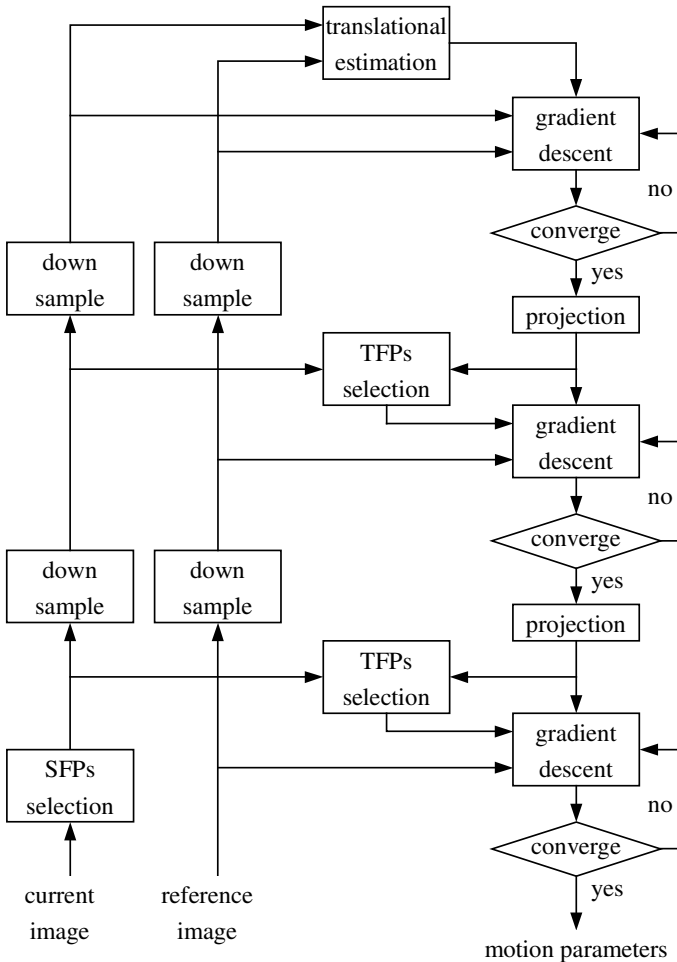 translational
estimation
gradient
descent
no
converge
yes
down
sample
down
sample
projection
TFPs
selection
gradient
descent
no
converge
yes
down
sample
down
sample
projection
TFPs
selection
gradient
descent
SFPs
selection
no
converge
yes
current
image
reference
image
motion parameters